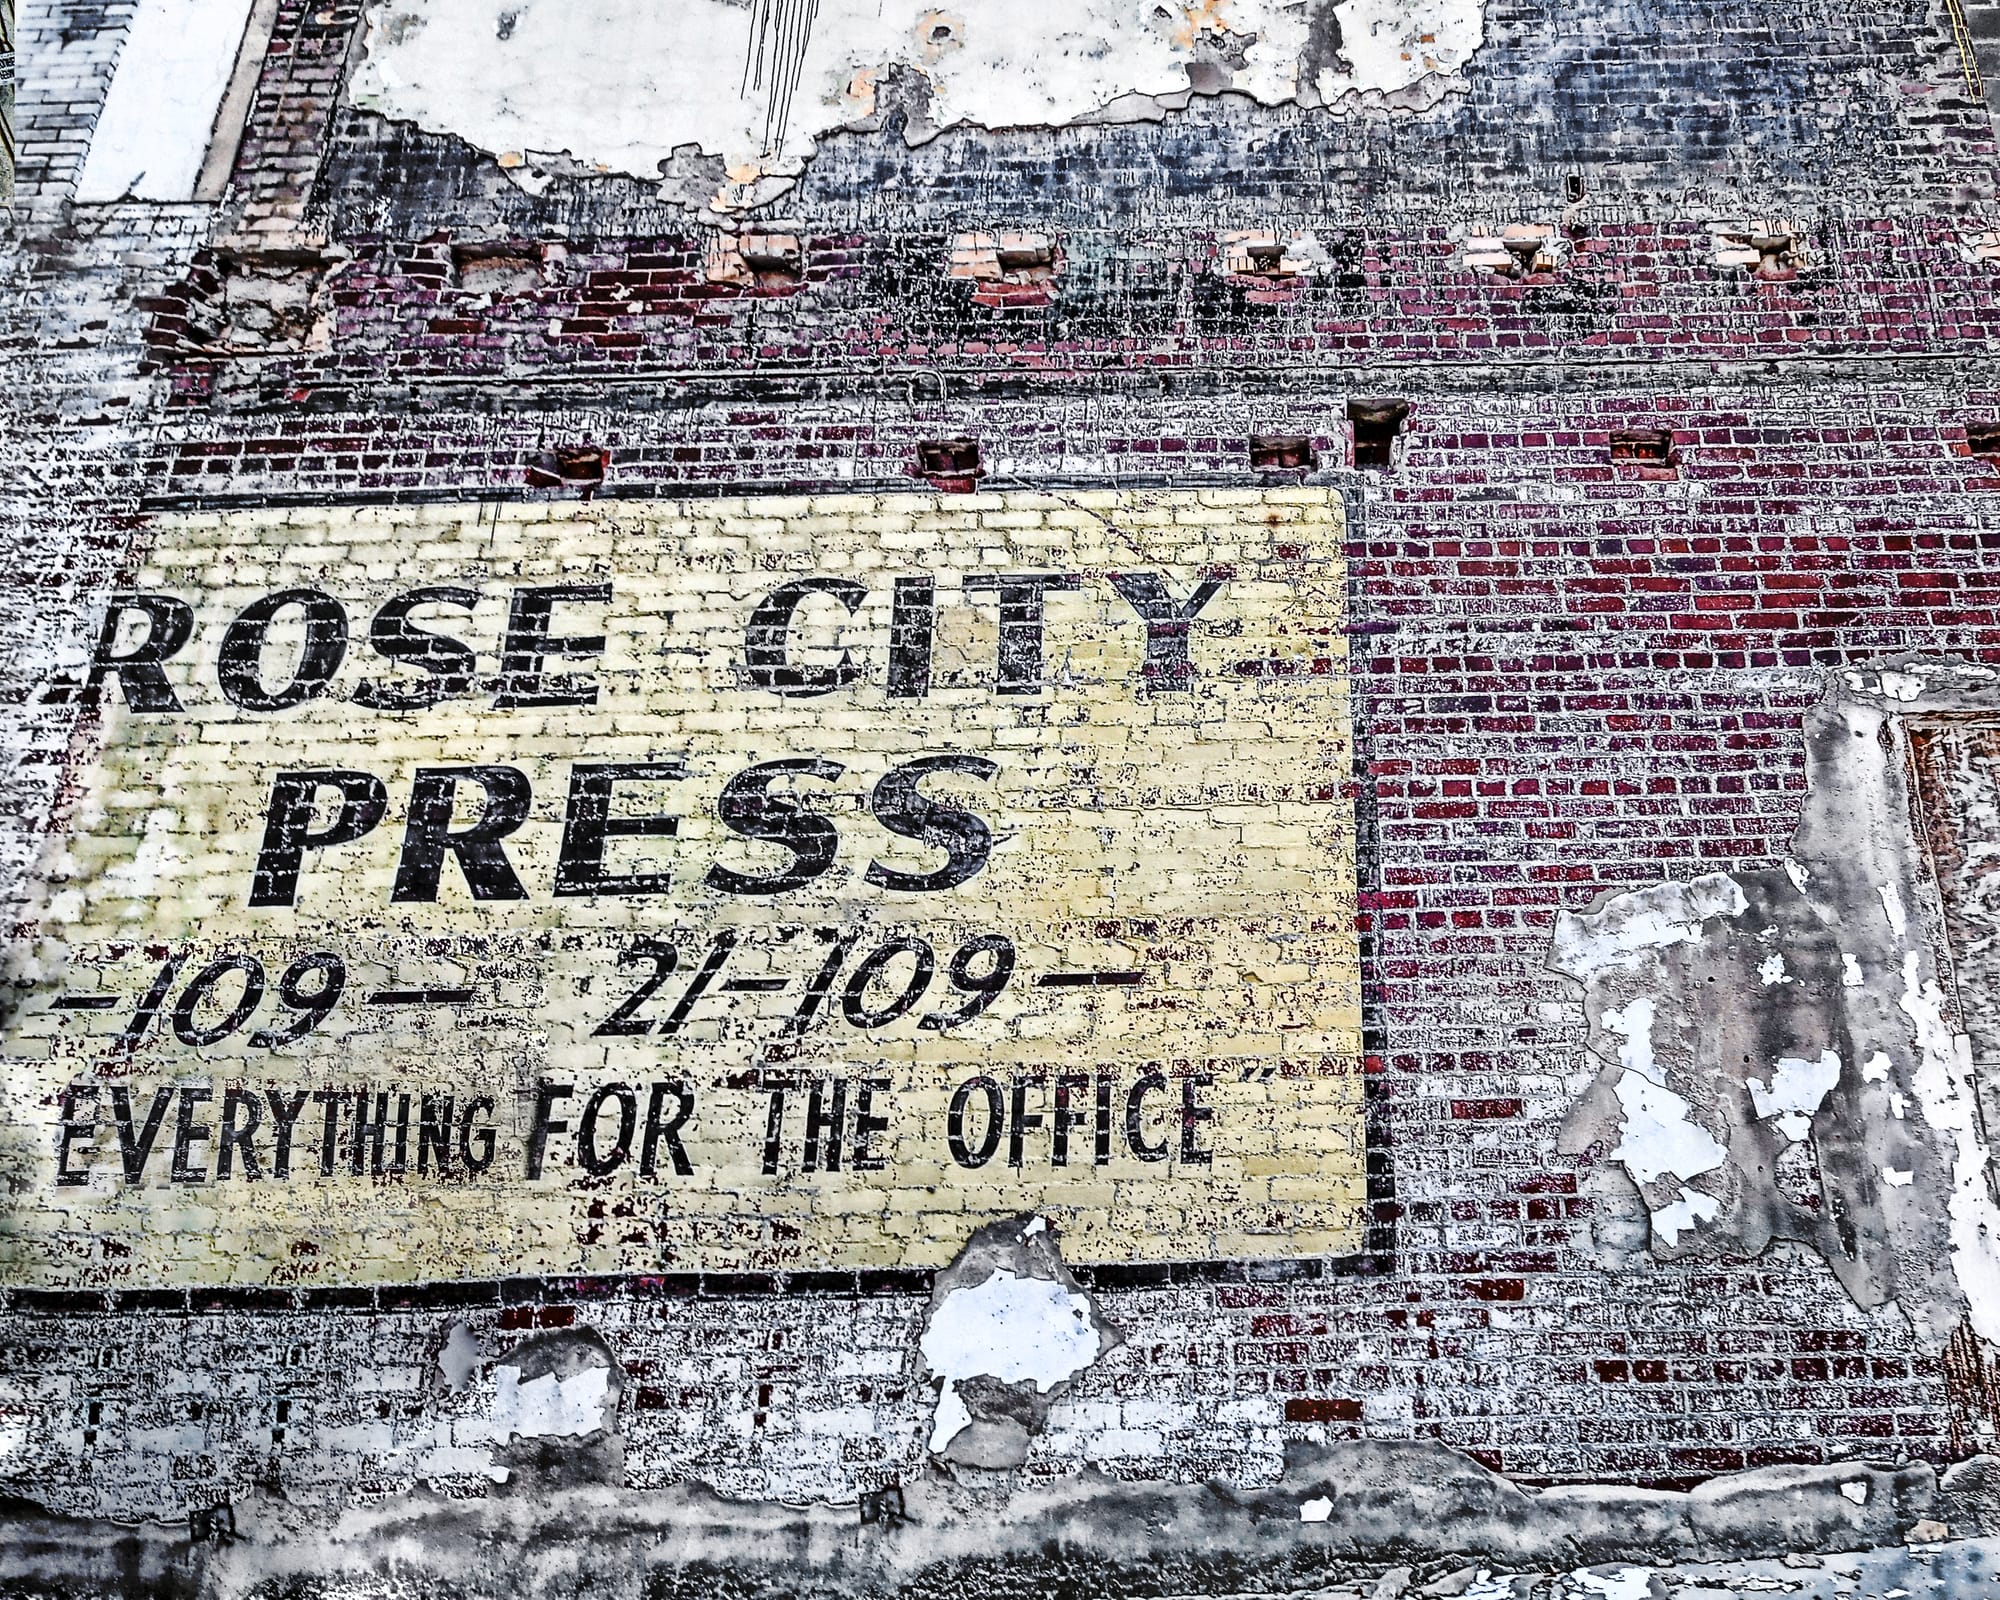 ROSE CITY
PRESS
-109— 21-109—
EVERYTHING FOR THE OFFICE"